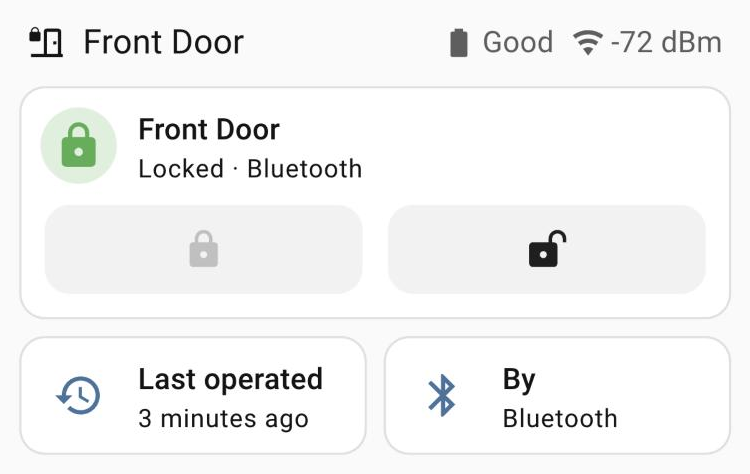 Front Door
Good -72 dBm
Front Door
Locked · Bluetooth
Last operated
3 minutes ago
By
Bluetooth